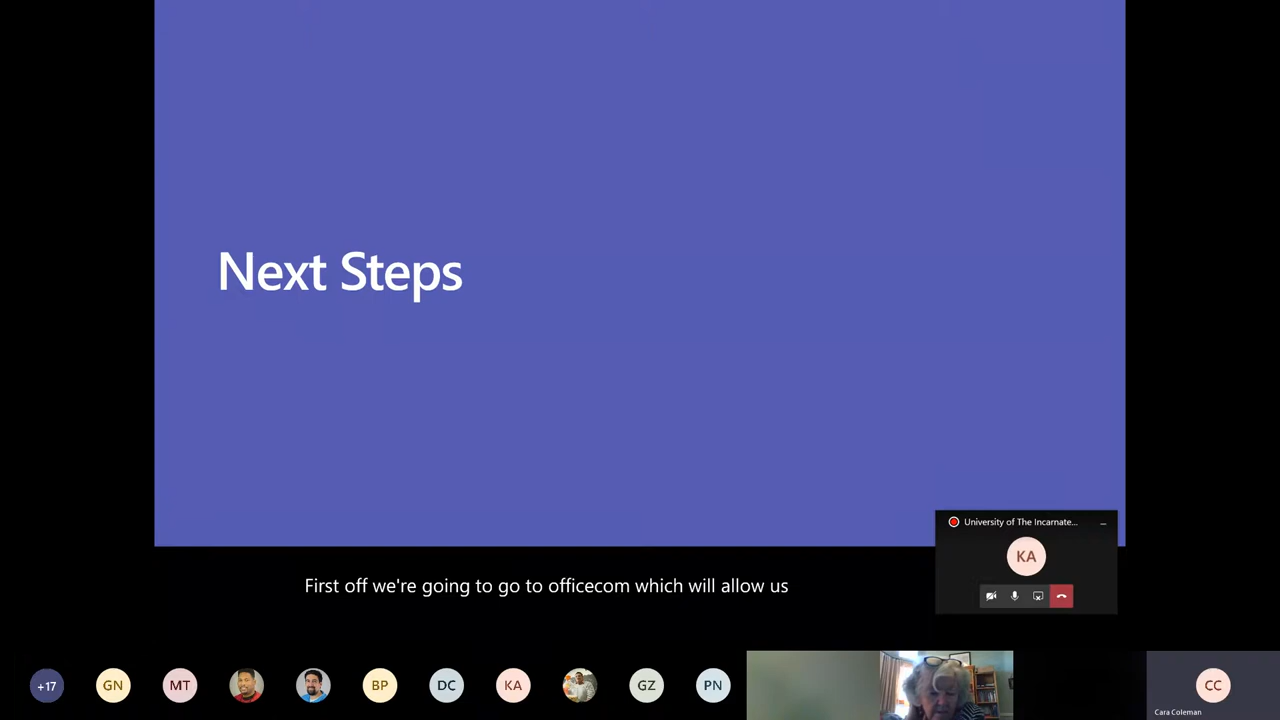 Next Steps
University of The Incarnate...
KA
First off we're going to go to officecom which will allow us
+17
GN
MT
BP
DC
KA
GZ
PN
CC
Cara Coleman